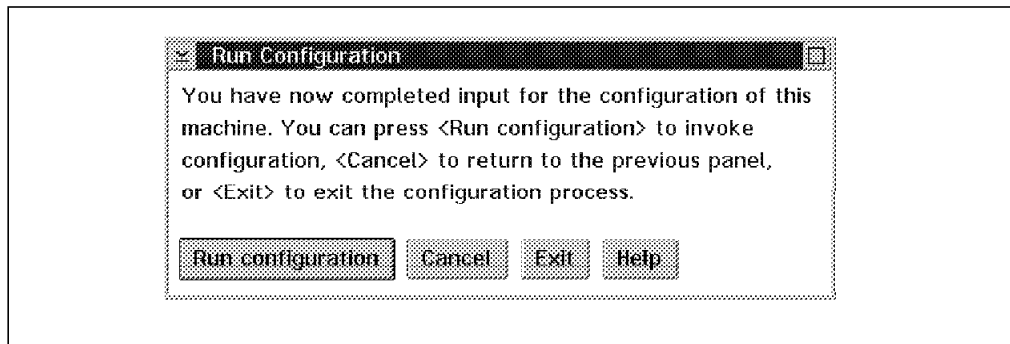 Run Configuration
You have now completed input for the configuration of this
machine. You can press <Run configuration> to invoke
configuration, <Cancel> to return to the previous panel,
or <Exit> to exit the configuration process.
Run configuration Cancel Exit Help